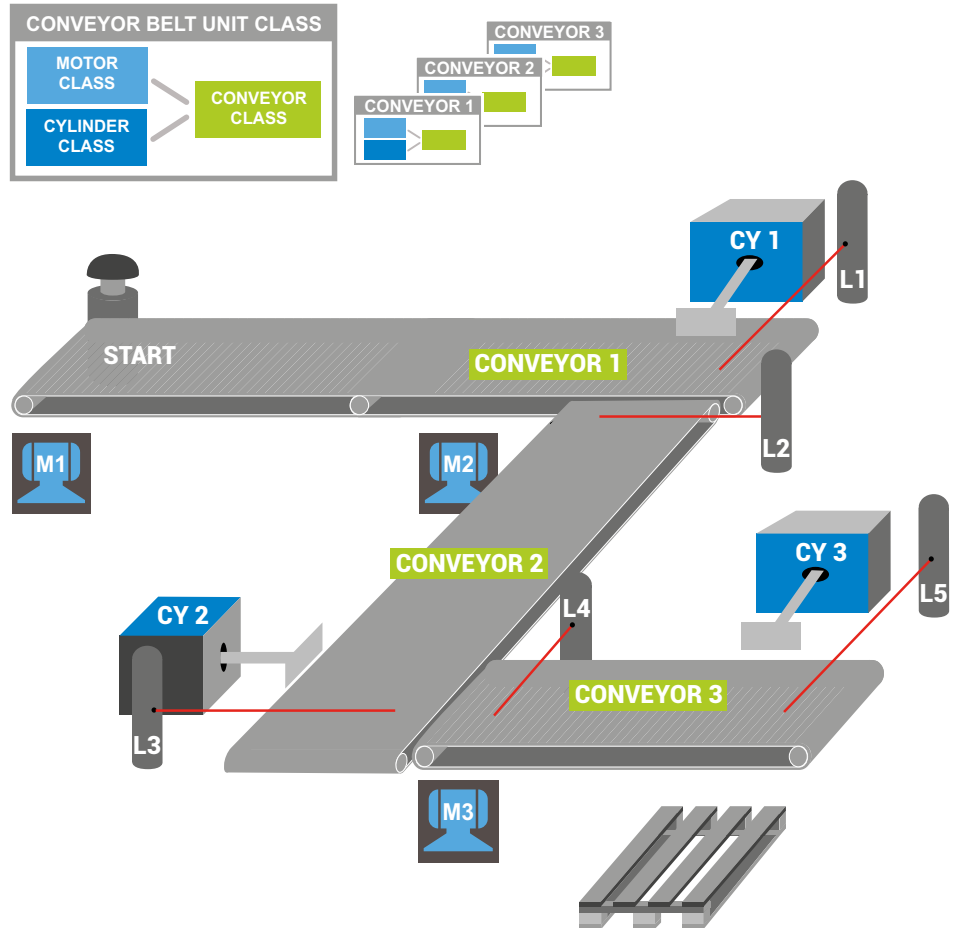 CONVEYOR BELT UNIT CLASS
MOTOR
CLASS
CYLINDER
CLASS
CONVEYOR
CLASS
CONVEYOR 3
CONVEYOR 2
CONVEYOR 1
CY 1
L1
START
CONVEYOR 1
L2
M1
M2
CONVEYOR 2
CY 3
L5
L4
CY 2
CONVEYOR 3
L3
M3